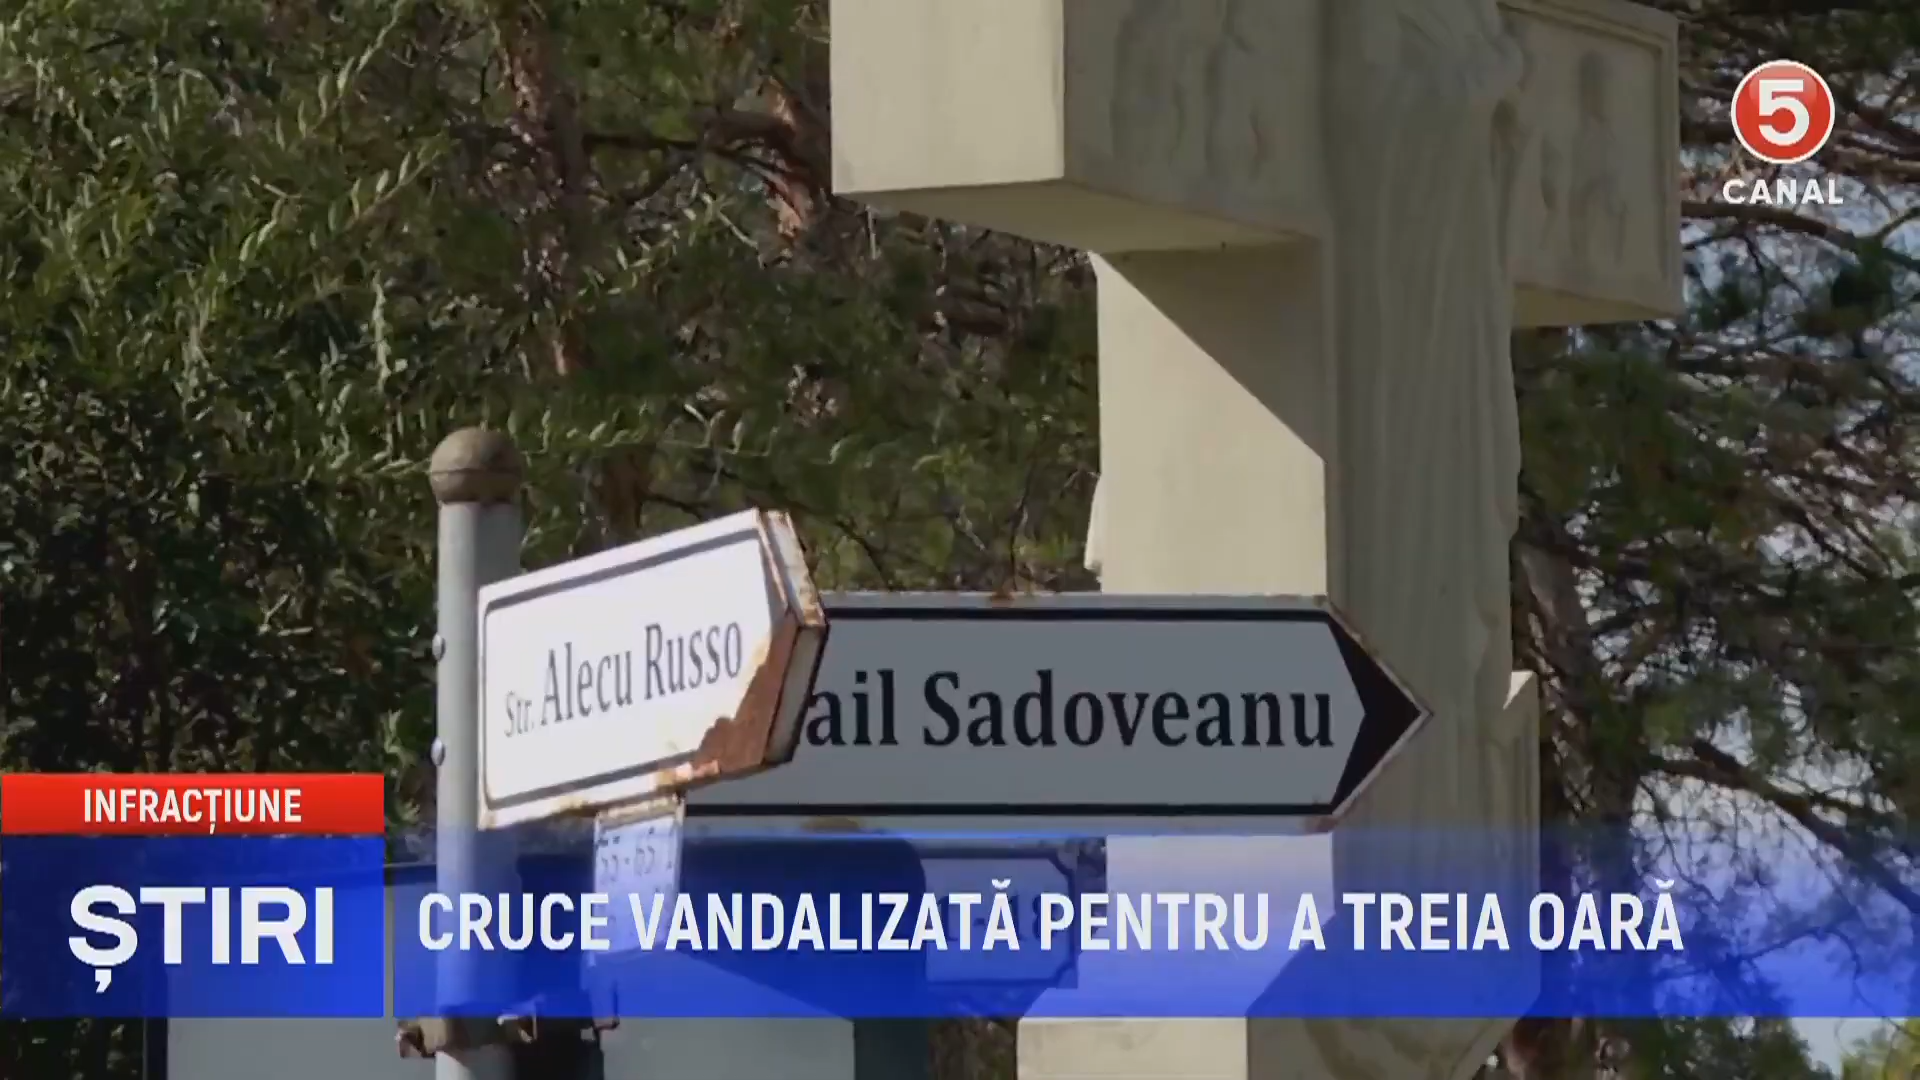 5
CANAL
Str. Alecu Russo
ail Sadoveanu
INFRACȚIUNE
ȘTIRI
CRUCE VANDALIZATĂ PENTRU A TREIA OARĂ